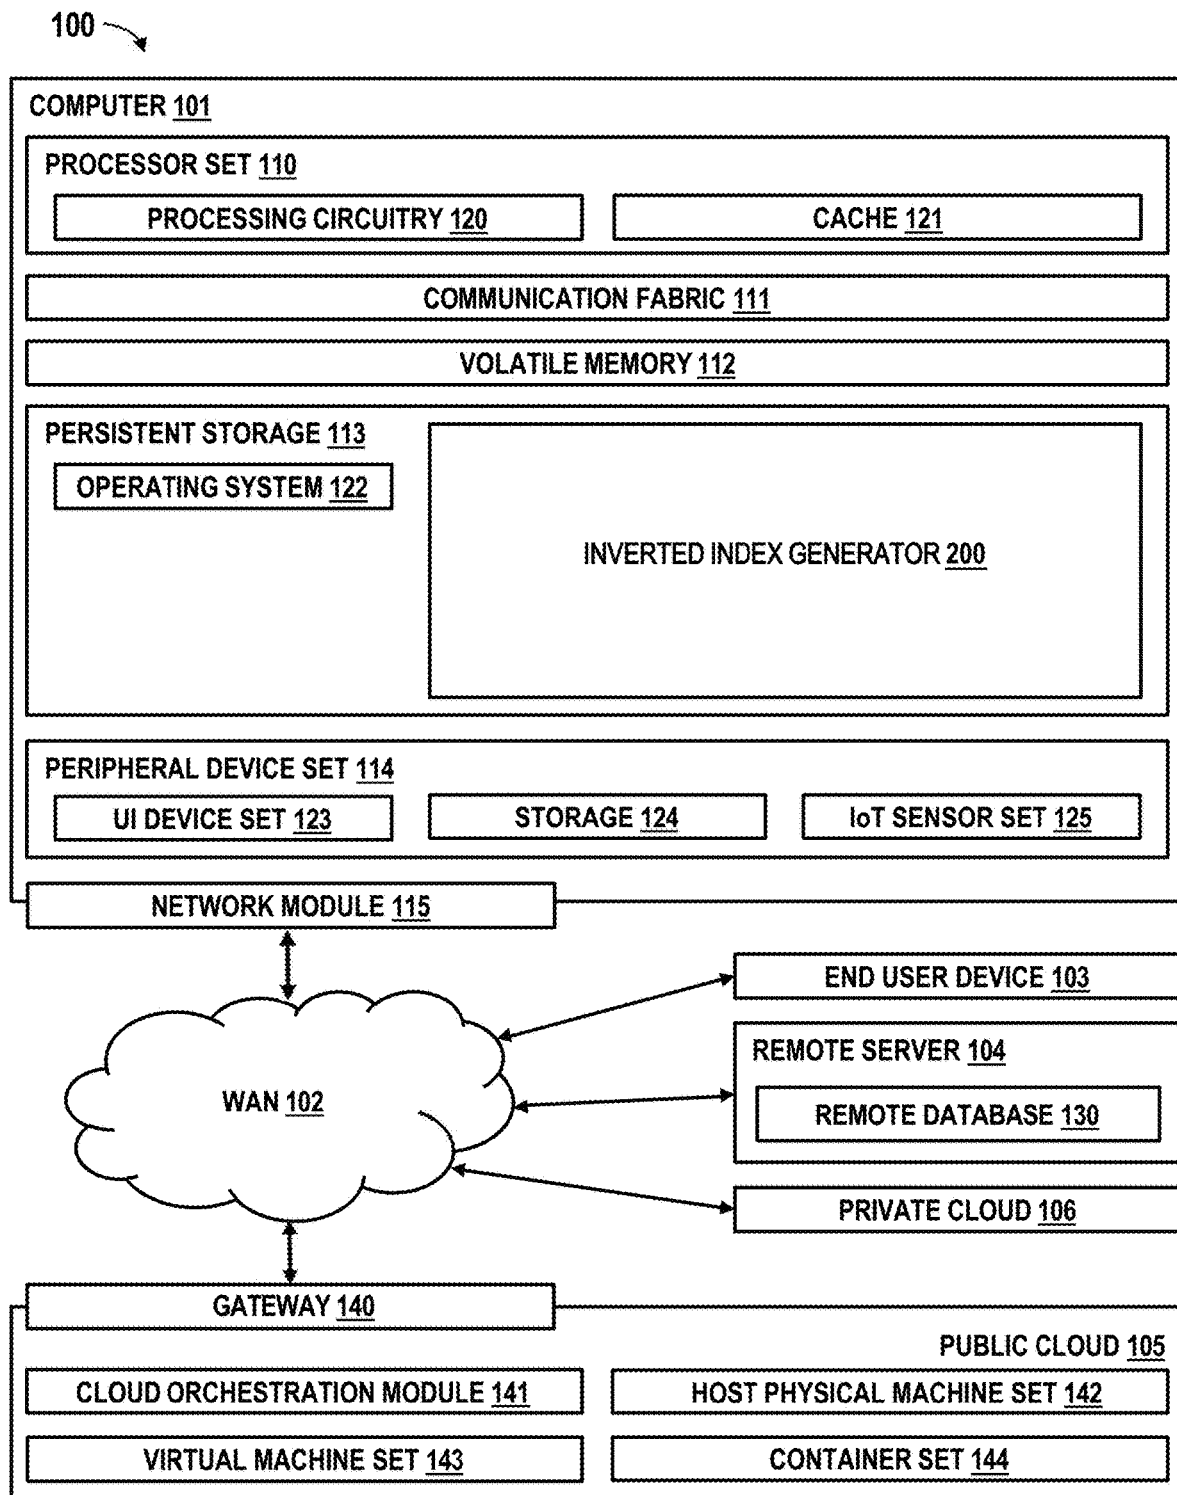 100
COMPUTER 101
PROCESSOR SET 110
PROCESSING CIRCUITRY 120
CACHE 121
COMMUNICATION FABRIC 111
VOLATILE MEMORY 112
PERSISTENT STORAGE 113
OPERATING SYSTEM 122
INVERTED INDEX GENERATOR 200
PERIPHERAL DEVICE SET 114
UI DEVICE SET 123
STORAGE 124
IoT SENSOR SET 125
NETWORK MODULE 115
END USER DEVICE 103
REMOTE SERVER 104
WAN 102
REMOTE DATABASE 130
PRIVATE CLOUD 106
GATEWAY 140
PUBLIC CLOUD 105
CLOUD ORCHESTRATION MODULE 141
HOST PHYSICAL MACHINE SET 142
VIRTUAL MACHINE SET 143
CONTAINER SET 144